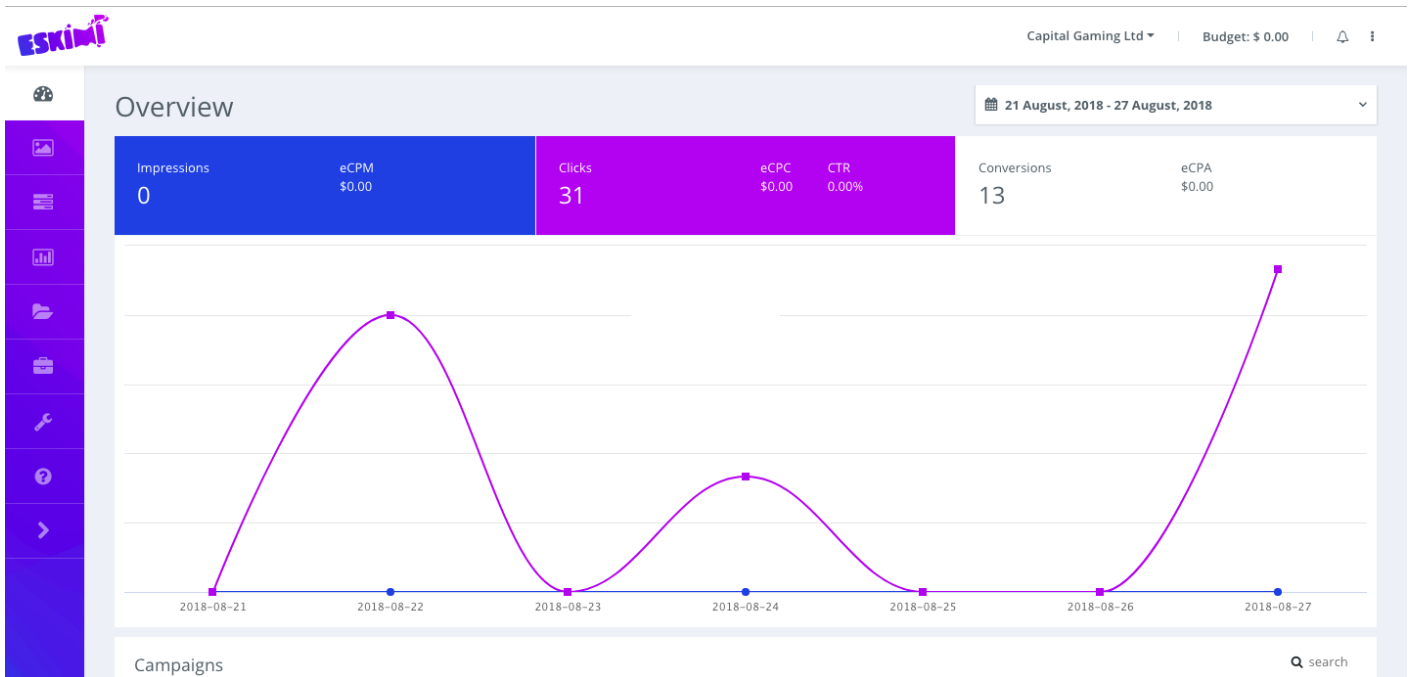 ESKIMI
Capital Gaming Ltd
Budget: $ 0.00
Overview
21 August, 2018 - 27 August, 2018
Impressions
0
eCPM
$0.00
Clicks
31
eCPC
$0.00
CTR
0.00%
Conversions
13
eCPA
$0.00
2018-08-21 2018-08-22 2018-08-23 2018-08-24 2018-08-25 2018-08-26 2018-08-27
Campaigns
search